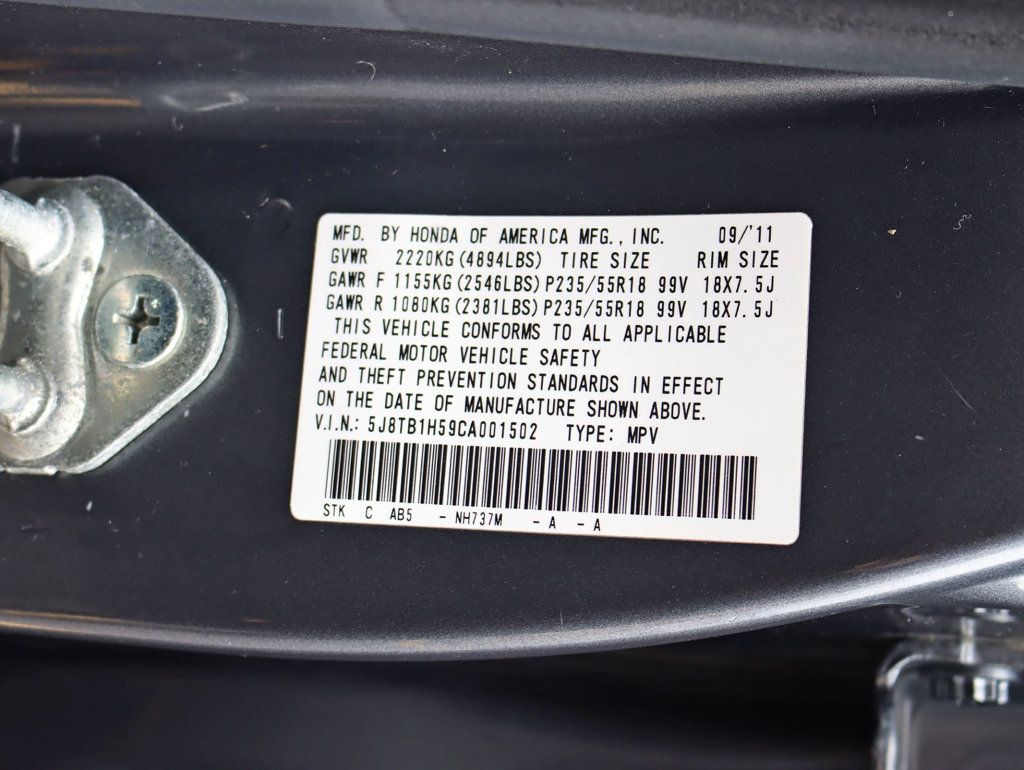 MFD. BY HONDA OF AMERICA MFG., INC. 09/'11
GVWR 2220KG(4894LBS) TIRE SIZE RIM SIZE
GAWR F 1155KG(2546LBS)P235/55R18 99V 18X7.5J
GAWR R 1080KG(2381LBS)P235/55R18 99V 18X7.5J
THIS VEHICLE CONFORMS TO ALL APPLICABLE
FEDERAL MOTOR VEHICLE SAFETY
AND THEFT PREVENTION STANDARDS IN EFFECT
ON THE DATE OF MANUFACTURE SHOWN ABOVE.
V.I.N.: 5J8TB1H59CA001502 TYPE: MPV
STK C AB5 - NH737M - A - A